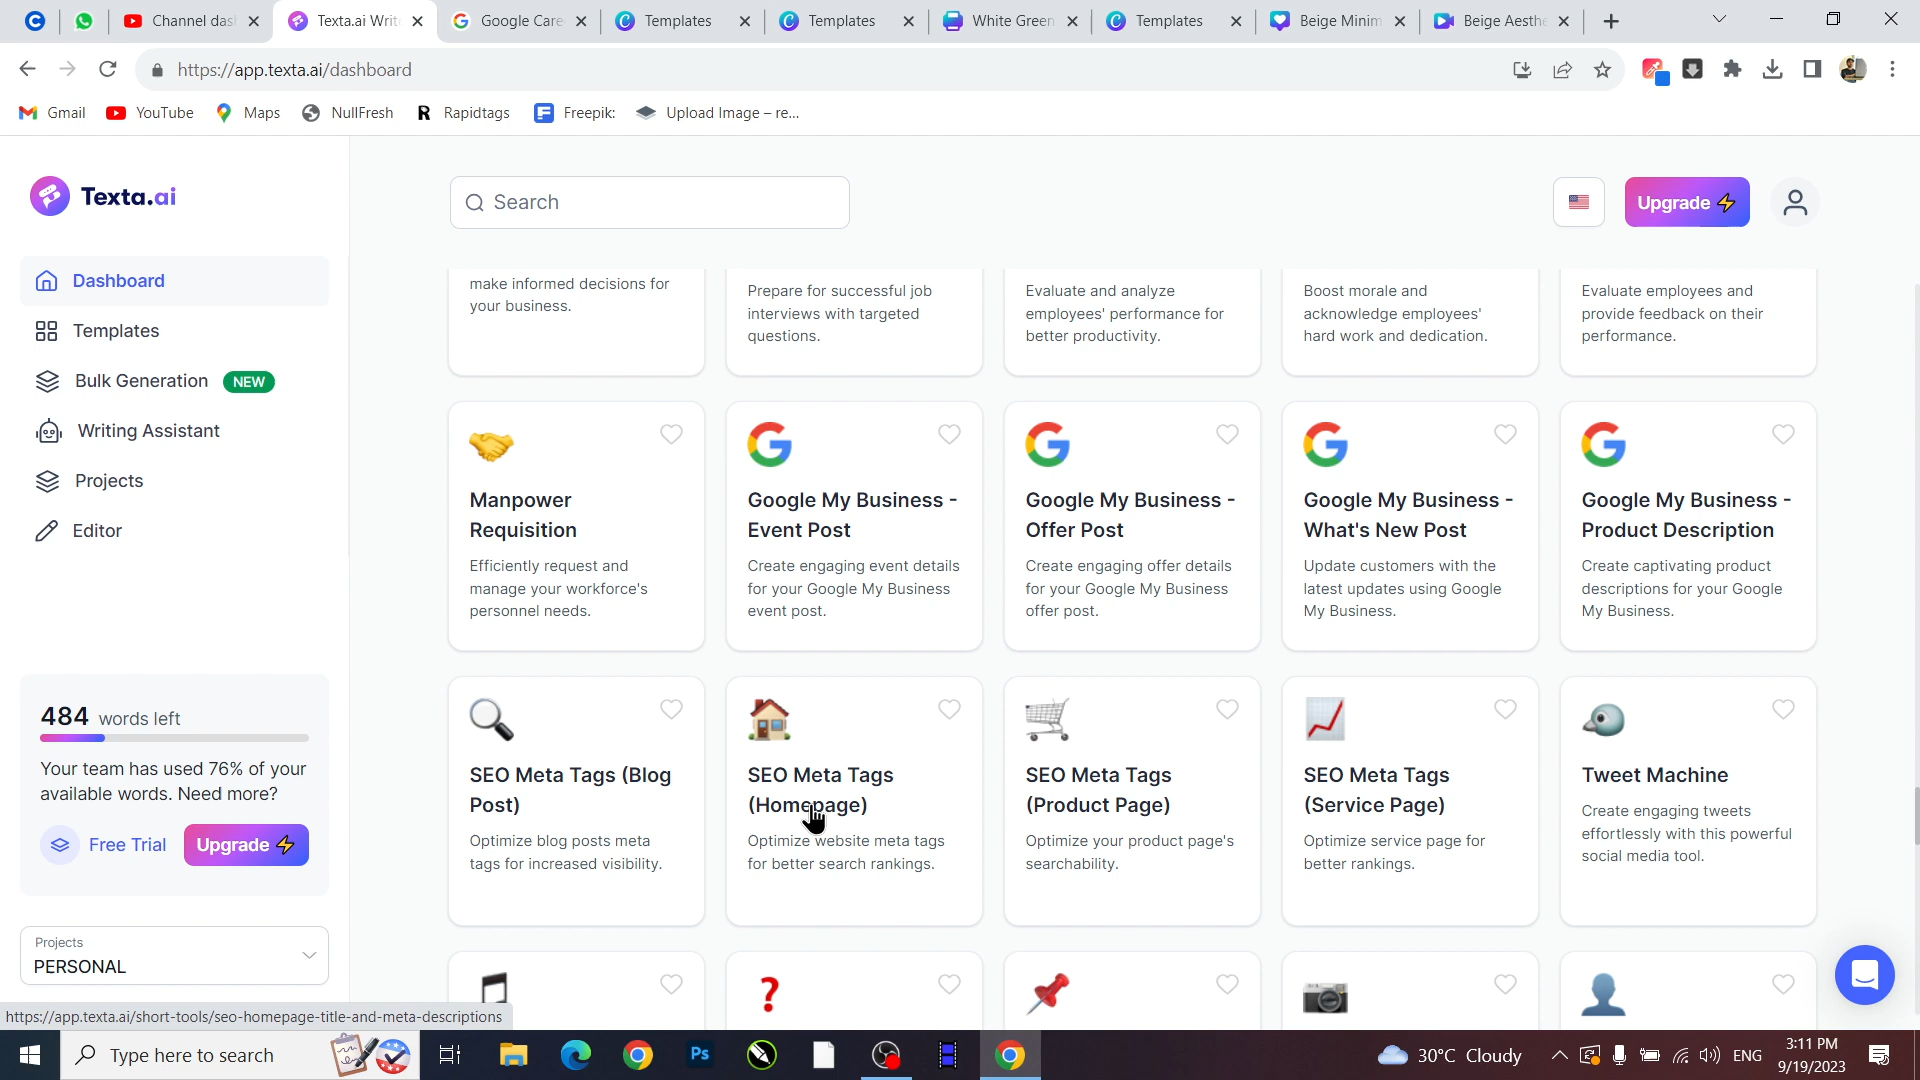 Channel das
Texta.ai Writ
Google Care
Templates
Templates
White Green
Templates
Beige Minim
Beige Aesthe
https://app.texta.ai/dashboard
Gmail
YouTube
Maps
NullFresh
Rapidtags
Freepik:
Upload Image – re...
Texta.ai
Search
Upgrade
Dashboard
Templates
Bulk Generation NEW
Writing Assistant
Projects
Editor
make informed decisions for
your business.
Prepare for successful job
interviews with targeted
questions.
Evaluate and analyze
employees' performance for
better productivity.
Boost morale and
acknowledge employees'
hard work and dedication.
Evaluate employees and
provide feedback on their
performance.
Manpower
Requisition
Efficiently request and
manage your workforce's
personnel needs.
Google My Business -
Event Post
Create engaging event details
for your Google My Business
event post.
Google My Business -
Offer Post
Create engaging offer details
for your Google My Business
offer post.
Google My Business -
What's New Post
Update customers with the
latest updates using Google
My Business.
Google My Business -
Product Description
Create captivating product
descriptions for your Google
My Business.
SEO Meta Tags (Blog
Post)
Optimize blog posts meta
tags for increased visibility.
SEO Meta Tags
(Homepage)
Optimize website meta tags
for better search rankings.
SEO Meta Tags
(Product Page)
Optimize your product page's
searchability.
SEO Meta Tags
(Service Page)
Optimize service page for
better rankings.
Tweet Machine
Create engaging tweets
effortlessly with this powerful
social media tool.
484 words left
Your team has used 76% of your
available words. Need more?
Free Trial
Upgrade
Projects
PERSONAL
https://app.texta.ai/short-tools/seo-homepage-title-and-meta-descriptions
Type here to search
Ps
30°C Cloudy
ENG
3:11 PM
9/19/2023